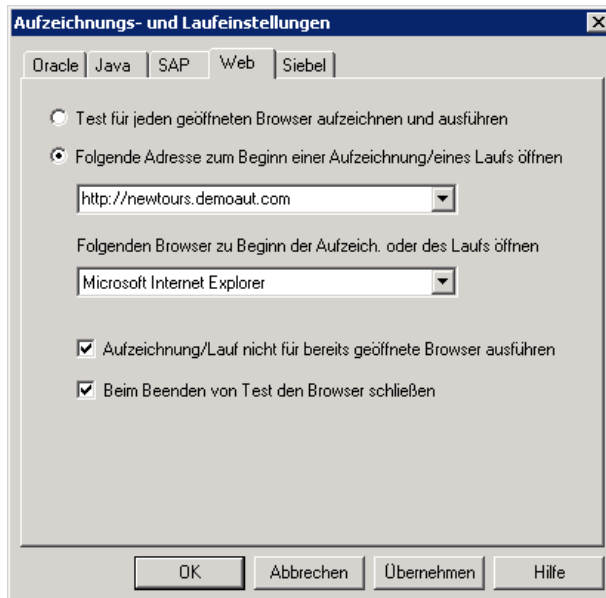 Aufzeichnungs- und Laufeinstellungen
Oracle Java SAP Web Siebel
Test für jeden geöffneten Browser aufzeichnen und ausführen
Folgende Adresse zum Beginn einer Aufzeichnung/eines Laufs öffnen
http://newtours.demoaut.com
Folgenden Browser zu Beginn der Aufzeich. oder des Laufs öffnen
Microsoft Internet Explorer
Aufzeichnung/Lauf nicht für bereits geöffnete Browser ausführen
Beim Beenden von Test den Browser schließen
OK Abbrechen Übernehmen Hilfe